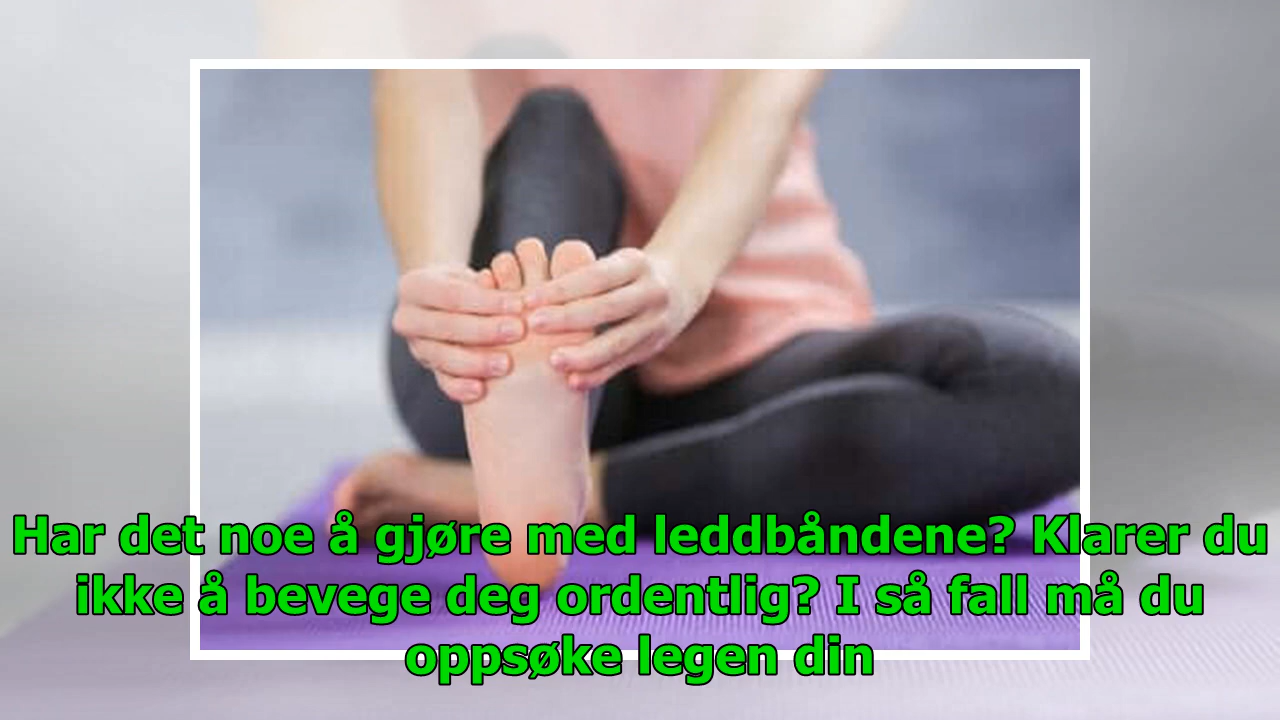 Har det noe å gjøre med leddbåndene? Klarer du
ikke å bevege deg ordentlig? I så fall må du
oppsøke legen din